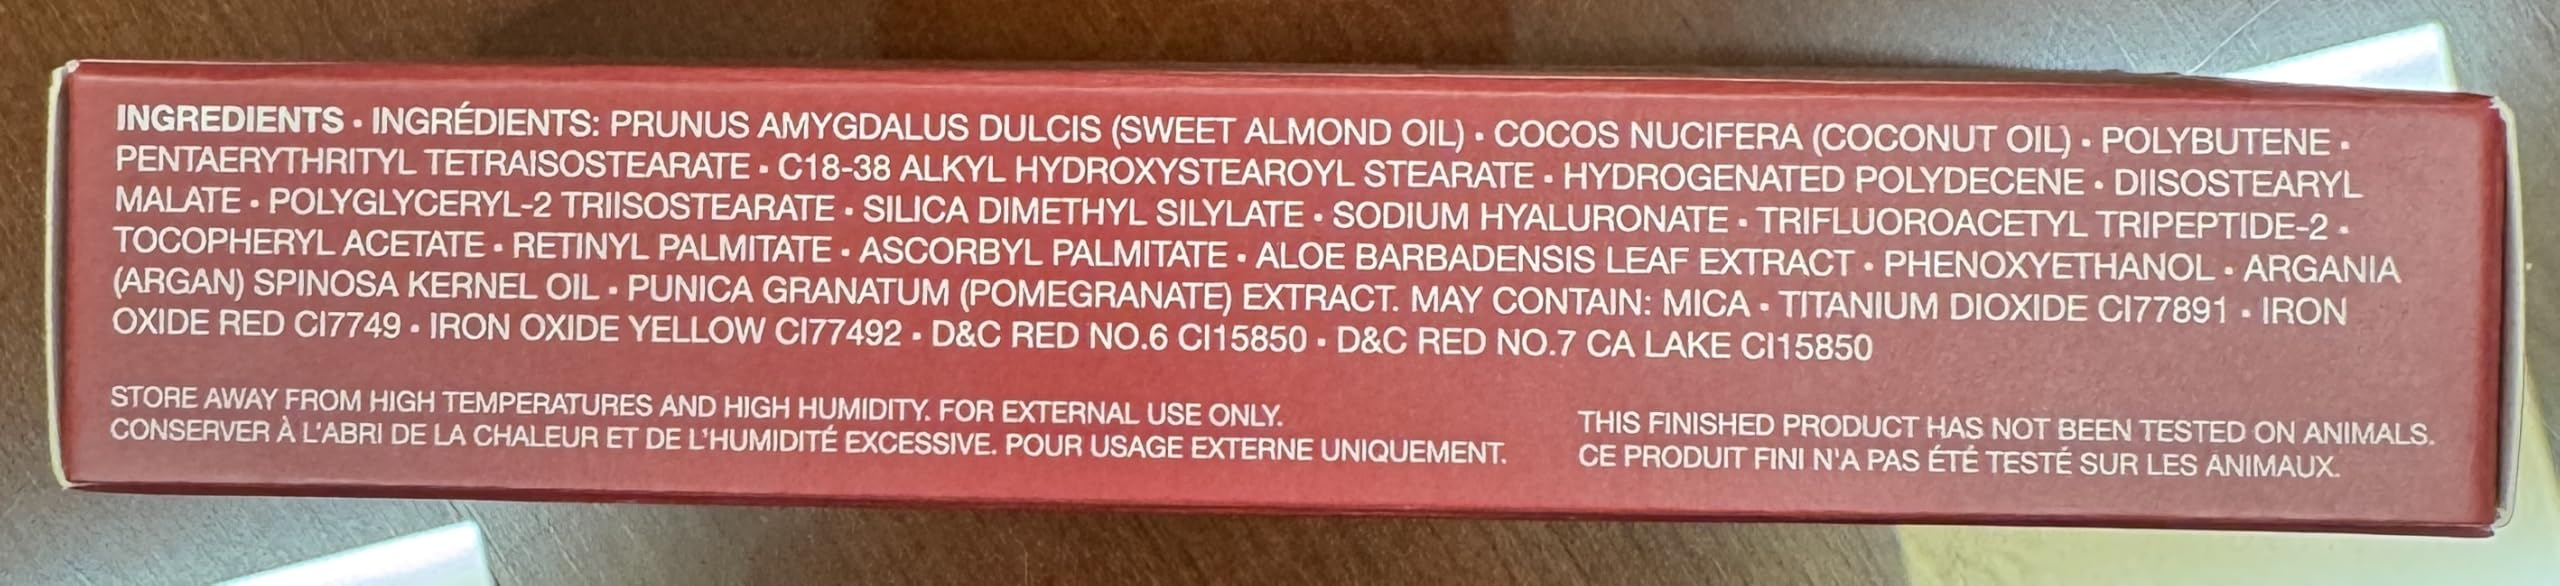 INGREDIENTS • INGRÉDIENTS: PRUNUS AMYGDALUS DULCIS (SWEET ALMOND OIL) • COCOS NUCIFERA (COCONUT OIL) • POLYBUTENE •
PENTAERYTHRITYL TETRAISOSTEARATE • C18-38 ALKYL HYDROXYSTEAROYL STEARATE • HYDROGENATED POLYDECENE • DIISOSTEARYL
MALATE • POLYGLYCERYL-2 TRIISOSTEARATE • SILICA DIMETHYL SILYLATE • SODIUM HYALURONATE • TRIFLUOROACETYL TRIPEPTIDE-2 •
TOCOPHERYL ACETATE • RETINYL PALMITATE • ASCORBYL PALMITATE • ALOE BARBADENSIS LEAF EXTRACT • PHENOXYETHANOL • ARGANIA
(ARGAN) SPINOSA KERNEL OIL • PUNICA GRANATUM (POMEGRANATE) EXTRACT. MAY CONTAIN: MICA • TITANIUM DIOXIDE CI77891 • IRON
OXIDE RED CI7749 • IRON OXIDE YELLOW CI77492 • D&C RED NO.6 CI15850 • D&C RED NO.7 CA LAKE CI15850
STORE AWAY FROM HIGH TEMPERATURES AND HIGH HUMIDITY. FOR EXTERNAL USE ONLY.
CONSERVER À L'ABRI DE LA CHALEUR ET DE L'HUMIDITÉ EXCESSIVE. POUR USAGE EXTERNE UNIQUEMENT.
THIS FINISHED PRODUCT HAS NOT BEEN TESTED ON ANIMALS.
CE PRODUIT FINI N'A PAS ÉTÉ TESTÉ SUR LES ANIMAUX.